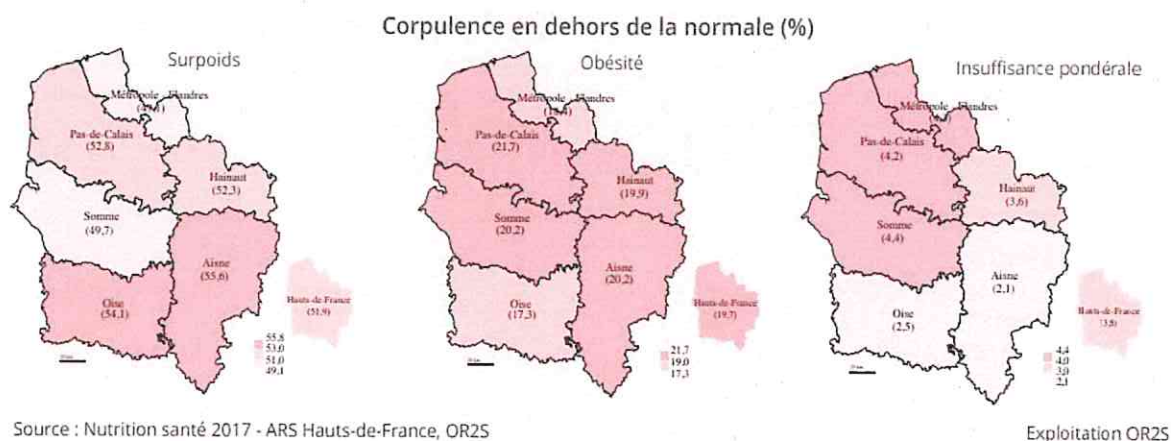 Corpulence en dehors de la normale (%)
Surpoids
Métropole - Flandres
Pas-de-Calais
(52,8)
Hainaut
(52,3)
Somme
(49,7)
Aisne
(55,6)
Oise
(54,1)
Hauts-de-France
(51,9)
55,8
53,0
51,0
49,1
Obésité
Métropole - Flandres
(18,4)
Pas-de-Calais
(21,7)
Hainaut
(19,9)
Somme
(20,2)
Aisne
(20,2)
Oise
(17,3)
Hauts-de-France
(19,7)
21,7
19,0
17,3
Insuffisance pondérale
Métropole - Flandres
Pas-de-Calais
(4,2)
Hainaut
(3,6)
Somme
(4,4)
Aisne
(2,1)
Oise
(2,5)
Hauts-de-France
4,4
4,0
3,0
2,1
Source : Nutrition santé 2017 - ARS Hauts-de-France, OR2S
Exploitation OR2S